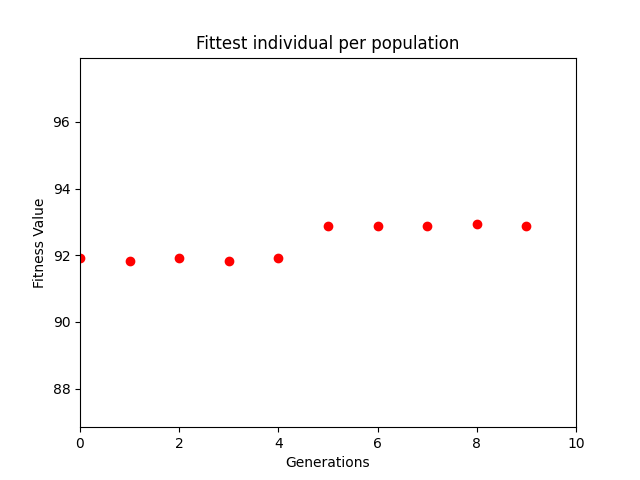 Fittest individual per population
96
94
92
90
88
Fitness Value
0 2 4 6 8 10
Generations